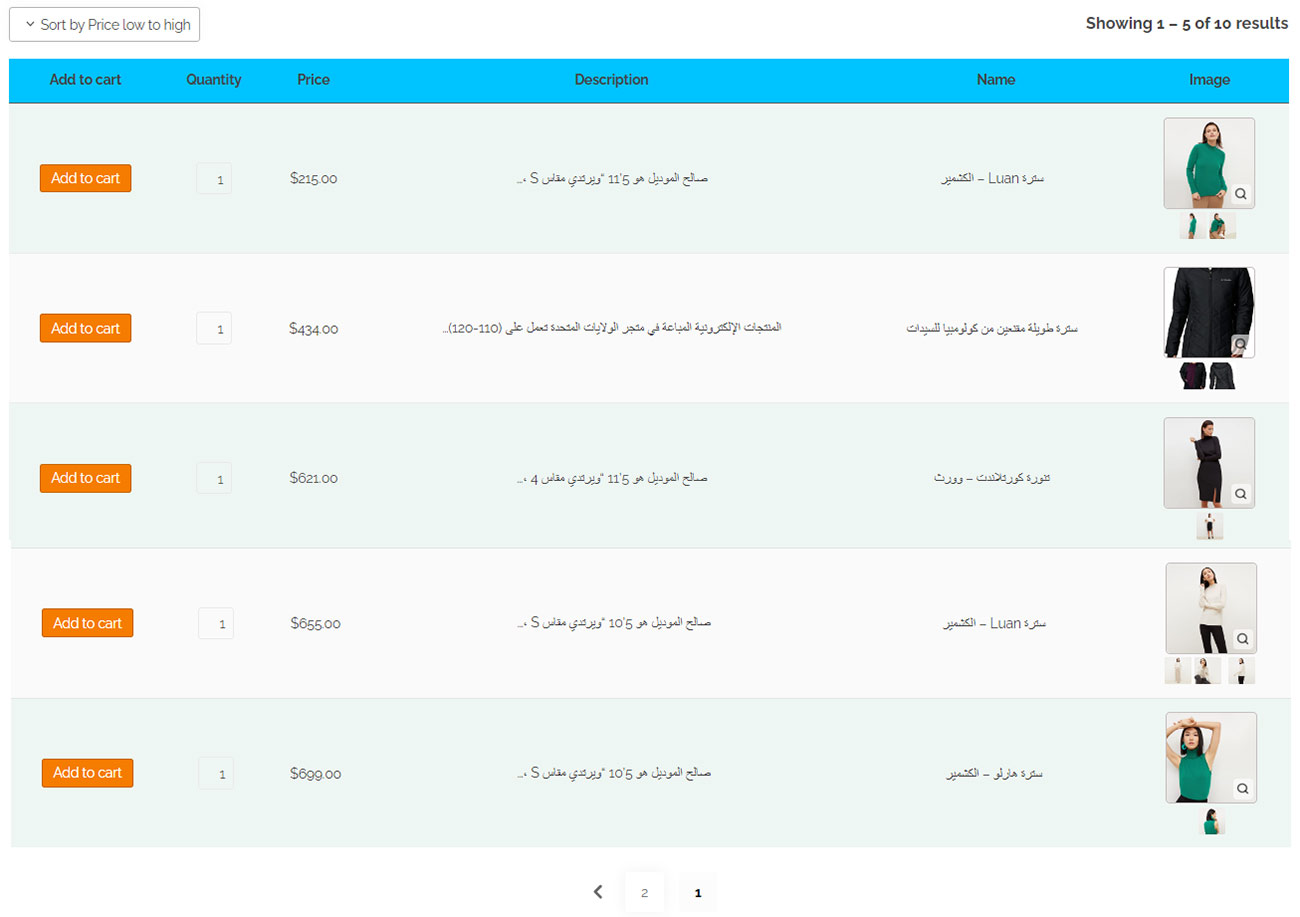 Sort by Price low to high
Showing 1 – 5 of 10 results
Image
Name
Description
Price
Quantity
Add to cart
سترة Luan – الكشمير
صالح الموديل هو 5'11 "ويرتدي مقاس S ، ...
$215.00
1
Add to cart
سترة طويلة مقنعين من كولومبيا للسيدات
المنتجات الإلكترونية المباعة في متجر الولايات المتحدة تعمل على (110-120)...
$434.00
1
Add to cart
تنورة كورتلاندت – وورث
صالح الموديل هو 5'11 "ويرتدي مقاس 4 ، ...
$621.00
1
Add to cart
سترة Luan – الكشمير
صالح الموديل هو 5'10 "ويرتدي مقاس S ، ...
$655.00
1
Add to cart
سترة هارلو – الكشمير
صالح الموديل هو 5'10 "ويرتدي مقاس S ، ...
$699.00
1
Add to cart
1
2